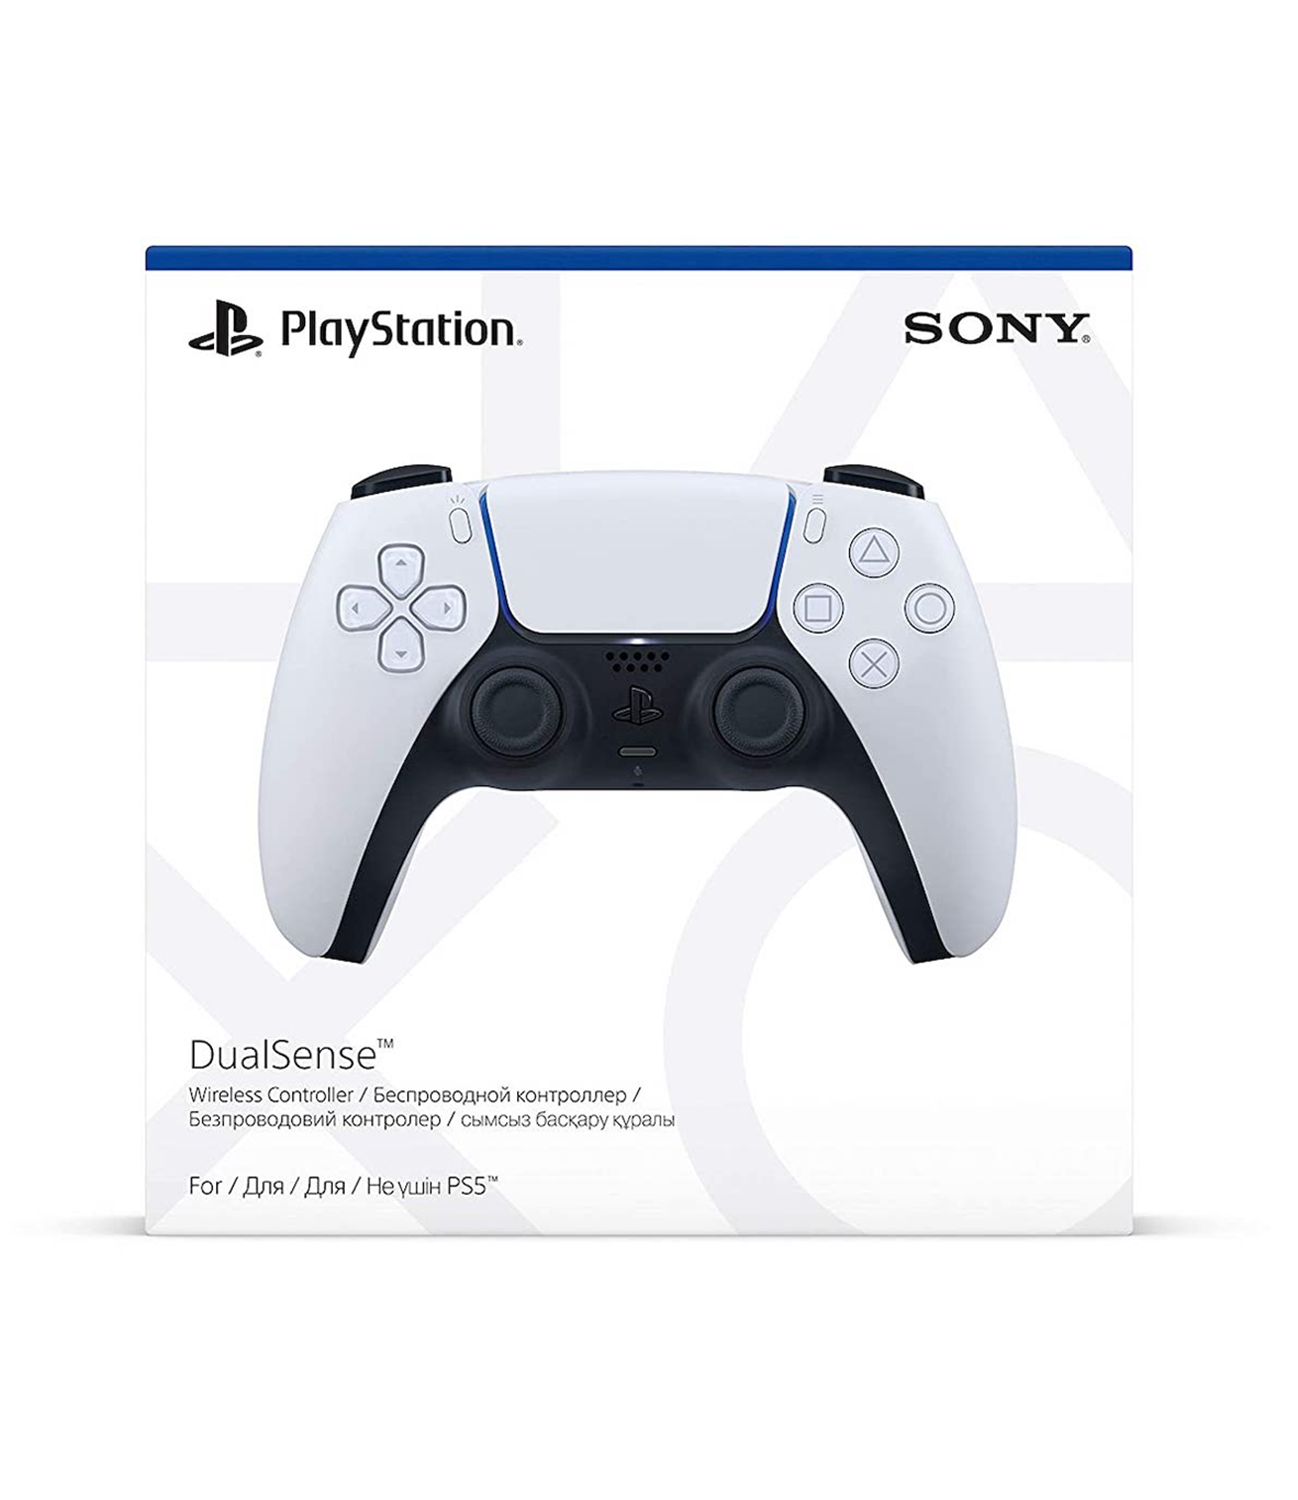 PlayStation®
SONY®
DualSense™
Wireless Controller / Беспроводной контроллер /
Безпроводовий контролер / сымсыз басқару құралы
For / Для / Для / Не үшін PS5™